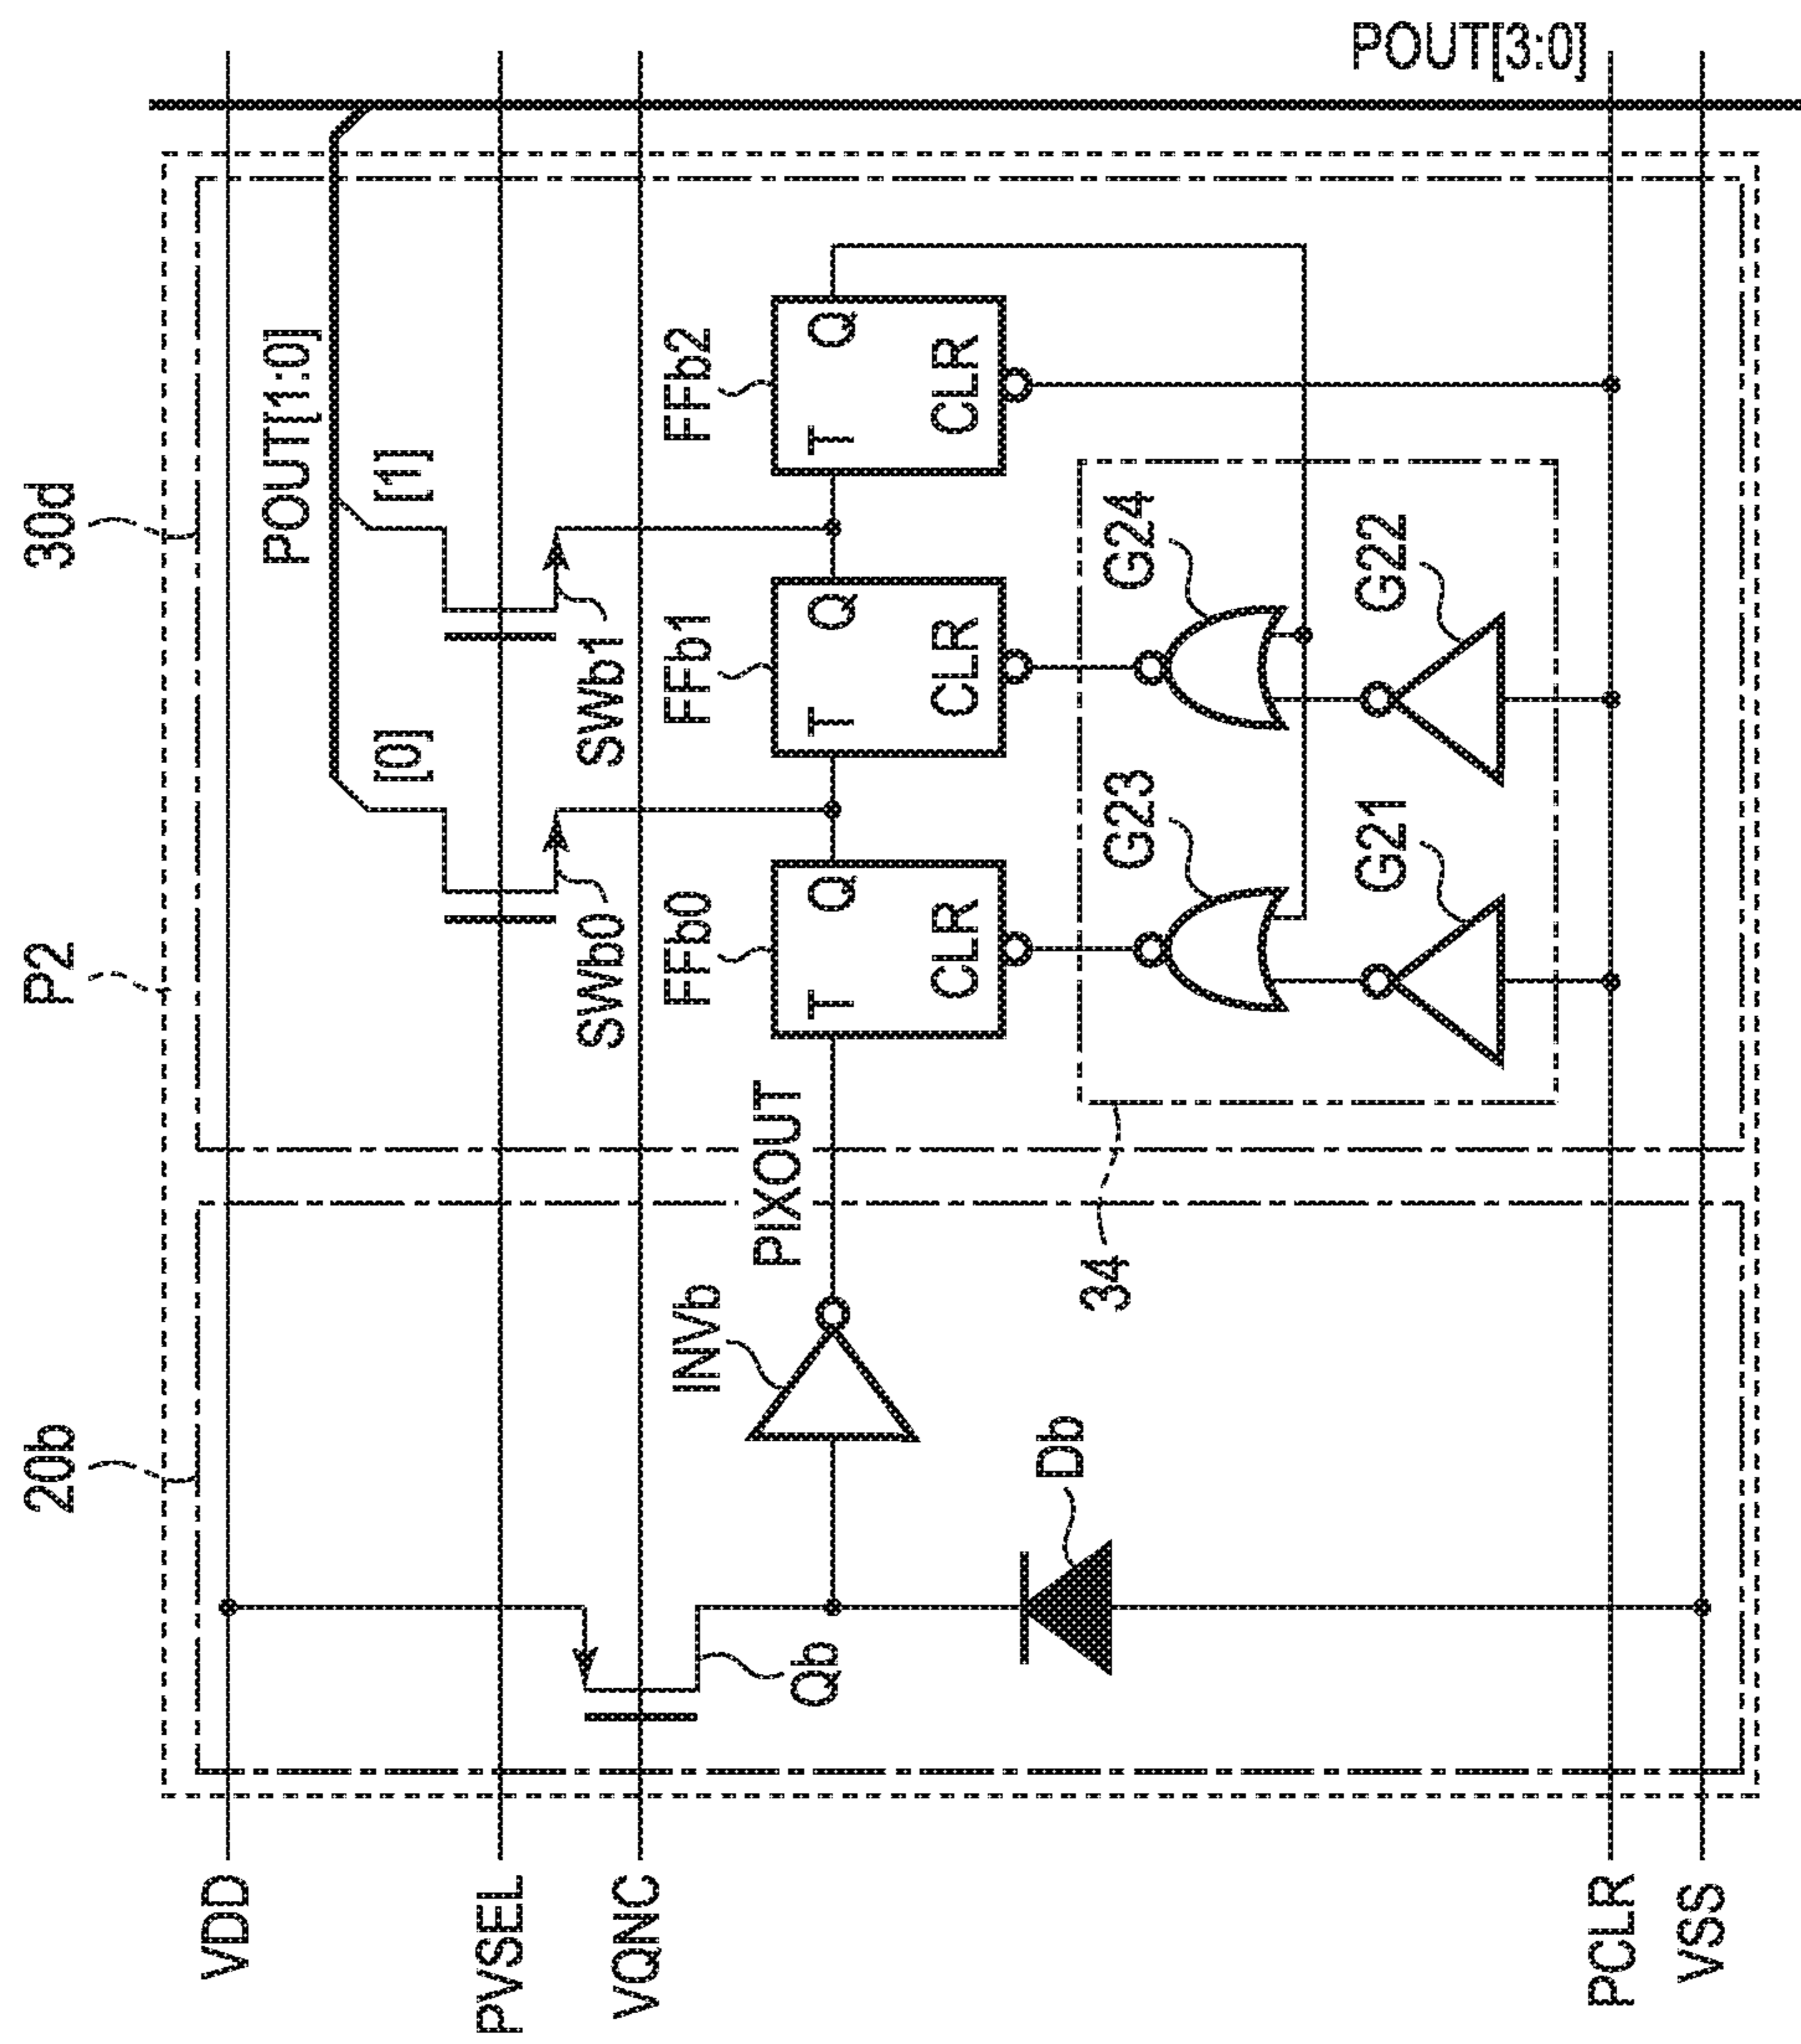 P2
20b
30d
VDD
POUT[1:0]
[0]
[1]
PVSEL
SWb0
SWb1
VQNC
INVb
PIXOUT
FFb0
FFb1
FFb2
T
Q
CLR
T
Q
CLR
T
Q
CLR
Qb
Db
34
G23
G24
G21
G22
PCLR
VSS
POUT[3:0]